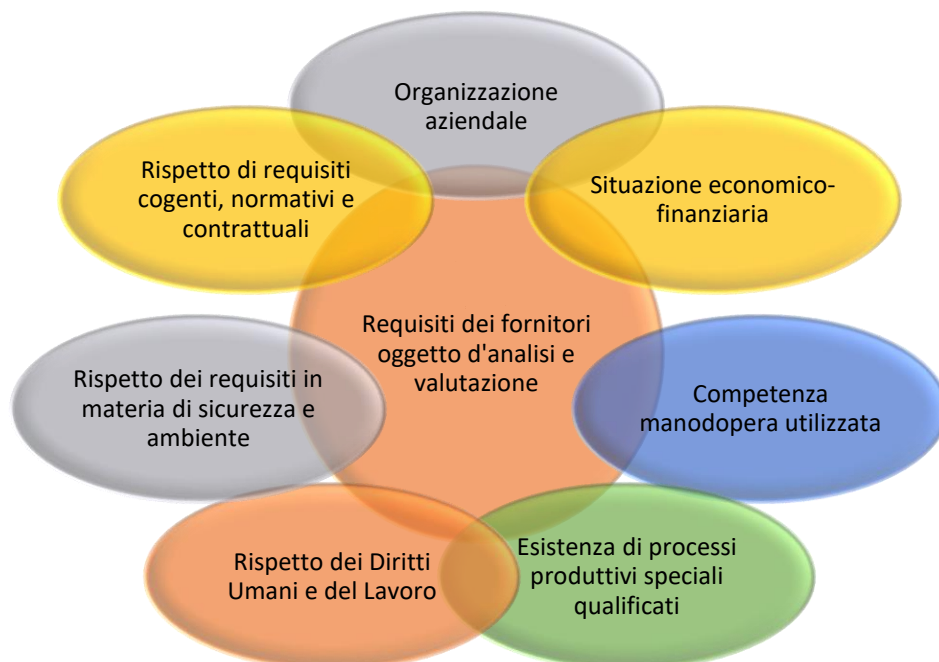 Organizzazione
aziendale
Rispetto di requisiti
cogenti, normativi e
contrattuali
Situazione economico-
finanziaria
Requisiti dei fornitori
oggetto d'analisi e
valutazione
Rispetto dei requisiti in
materia di sicurezza e
ambiente
Competenza
manodopera utilizzata
Rispetto dei Diritti
Umani e del Lavoro
Esistenza di processi
produttivi speciali
qualificati